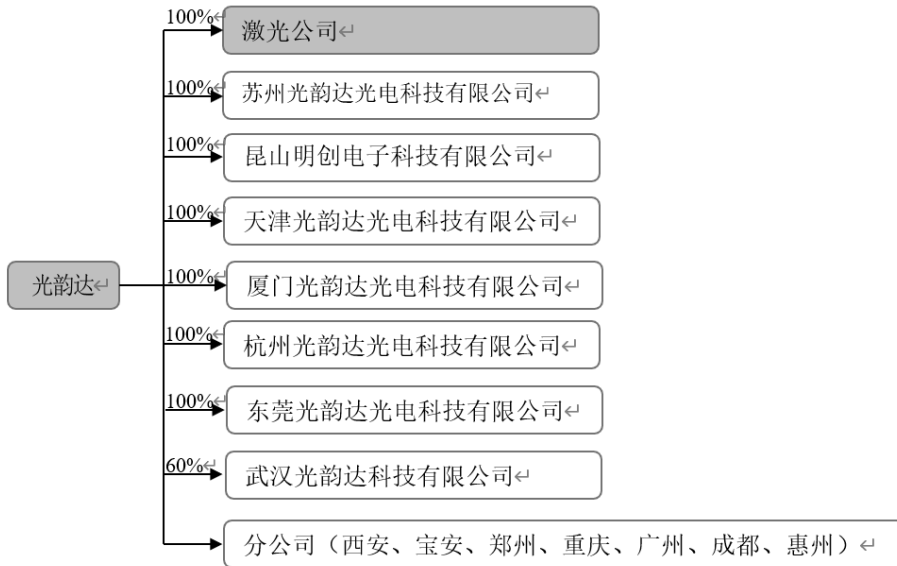 100%
激光公司
100%
苏州光韵达光电科技有限公司
100%
昆山明创电子科技有限公司
100%
天津光韵达光电科技有限公司
光韵达
100%
厦门光韵达光电科技有限公司
100%
杭州光韵达光电科技有限公司
100%
东莞光韵达光电科技有限公司
60%
武汉光韵达科技有限公司
分公司（西安、宝安、郑州、重庆、广州、成都、惠州）